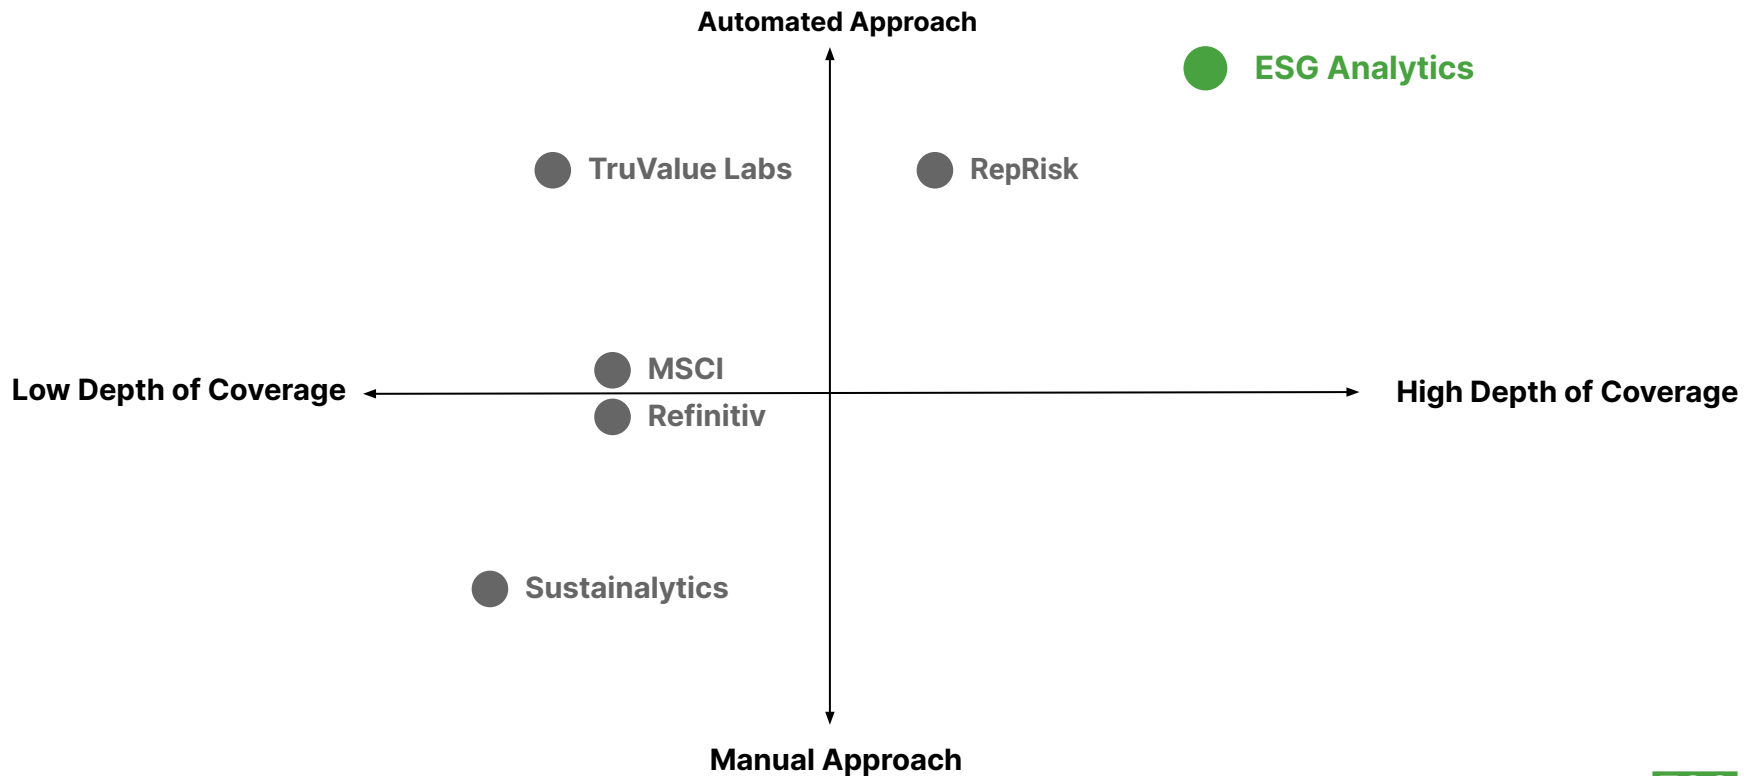 Automated Approach
ESG Analytics
TruValue Labs
RepRisk
MSCI
Low Depth of Coverage
High Depth of Coverage
Refinitiv
Sustainalytics
Manual Approach